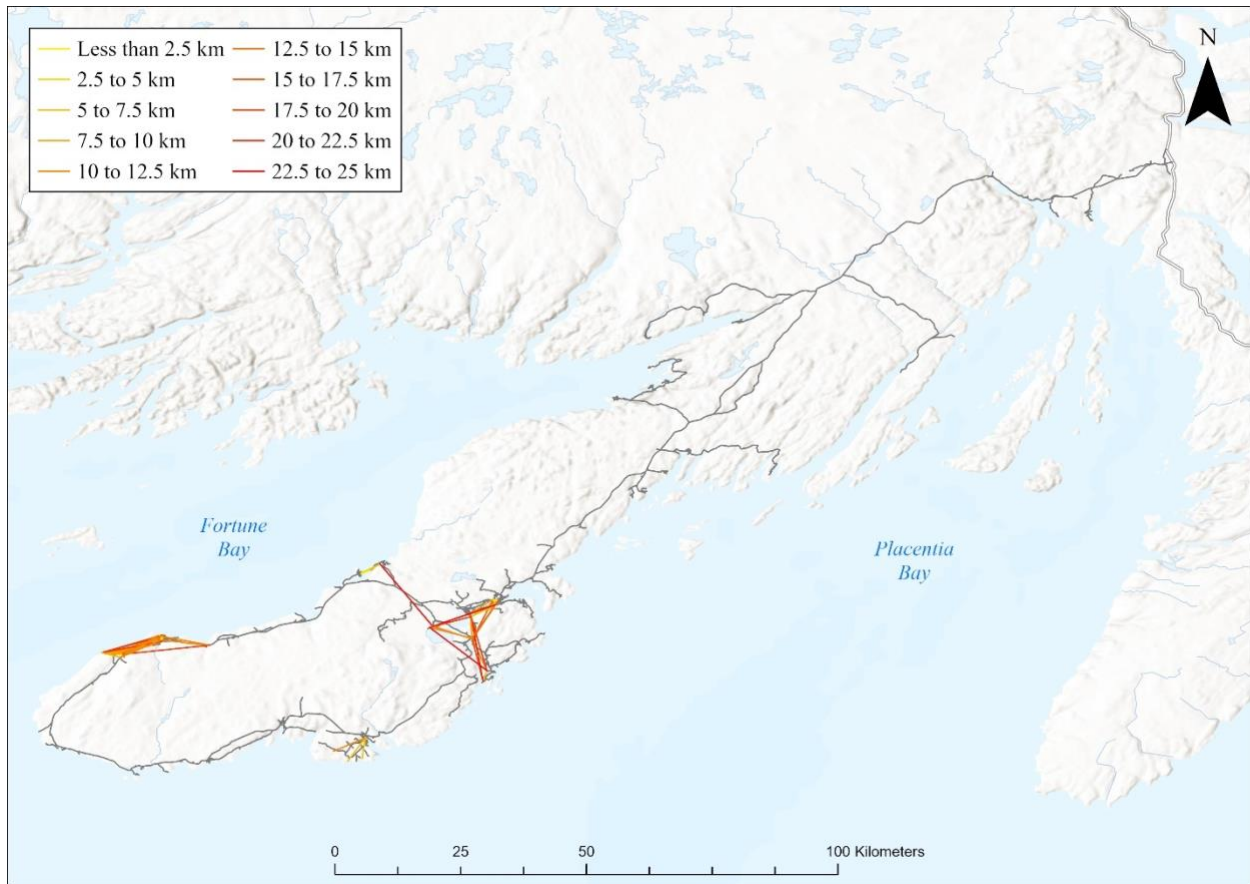 Less than 2.5 km
2.5 to 5 km
5 to 7.5 km
7.5 to 10 km
10 to 12.5 km
12.5 to 15 km
15 to 17.5 km
17.5 to 20 km
20 to 22.5 km
22.5 to 25 km
N
Fortune
Bay
Placentia
Bay
0 25 50 100 Kilometers